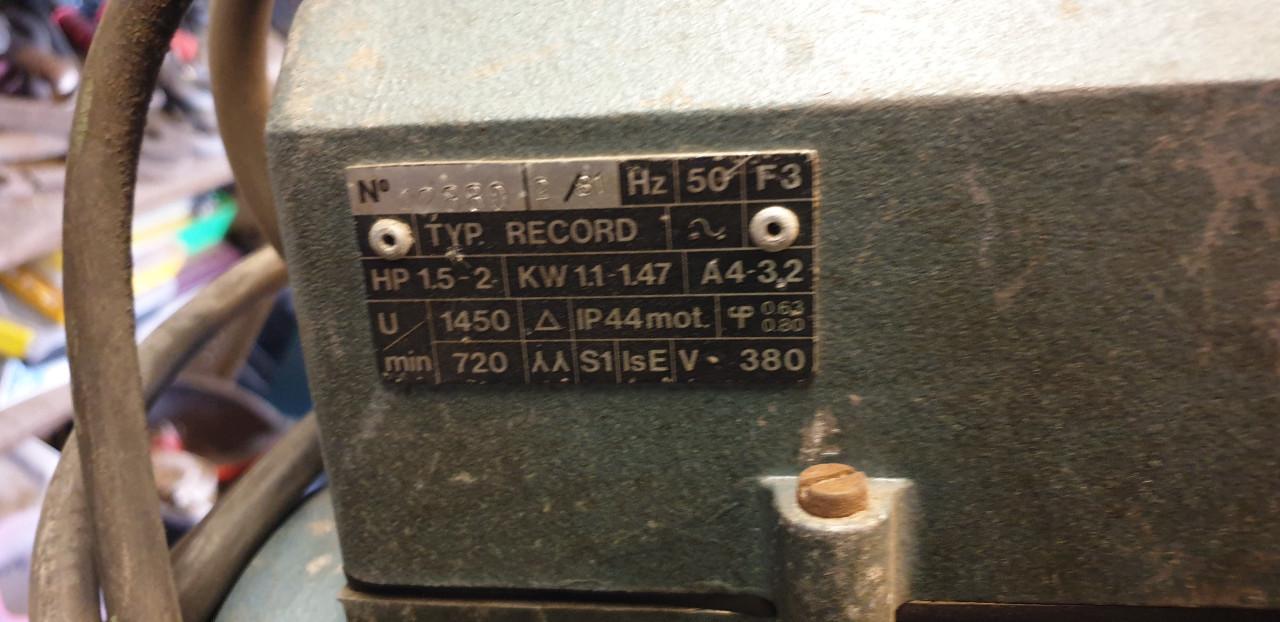 Nº 2 /81 Hz 50 F3
TYP. RECORD ~
HP 1.5-2 KW 1.1-1.47 A 4-3,2
U/ 1450 △ IP44 mot. φ 0.63
0.80
min 720 ⅄⅄ S1 IsE V 380